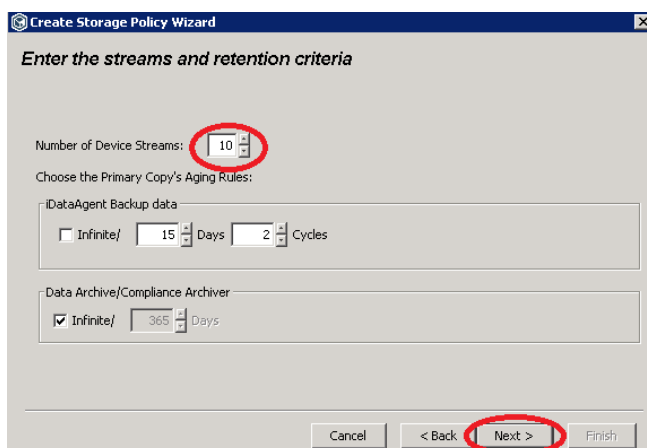 Create Storage Policy Wizard
Enter the streams and retention criteria
Number of Device Streams: 10
Choose the Primary Copy's Aging Rules:
iDataAgent Backup data
Infinite/ 15 Days 2 Cycles
Data Archive/Compliance Archiver
Infinite/ 365 Days
Cancel < Back Next > Finish